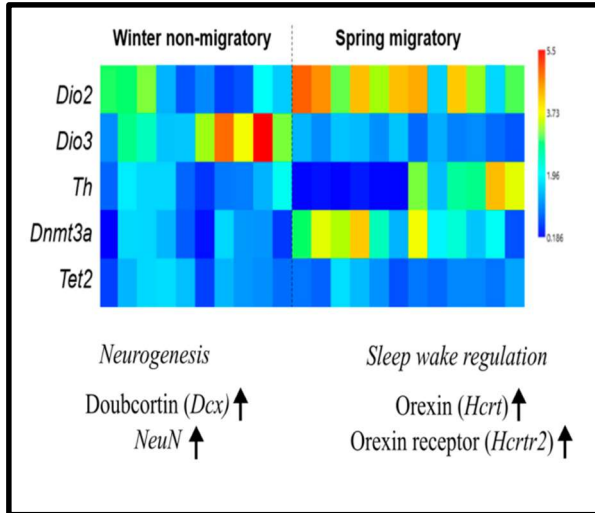 Winter non-migratory Spring migratory
5.5
Dio2
Dio3
3.73
Th
1.96
Dnmt3a
0.186
Tet2
Neurogenesis Sleep wake regulation
Doubcortin (Dcx) ↑ Orexin (Hcrt) ↑
NeuN ↑ Orexin receptor (Hcrtr2) ↑